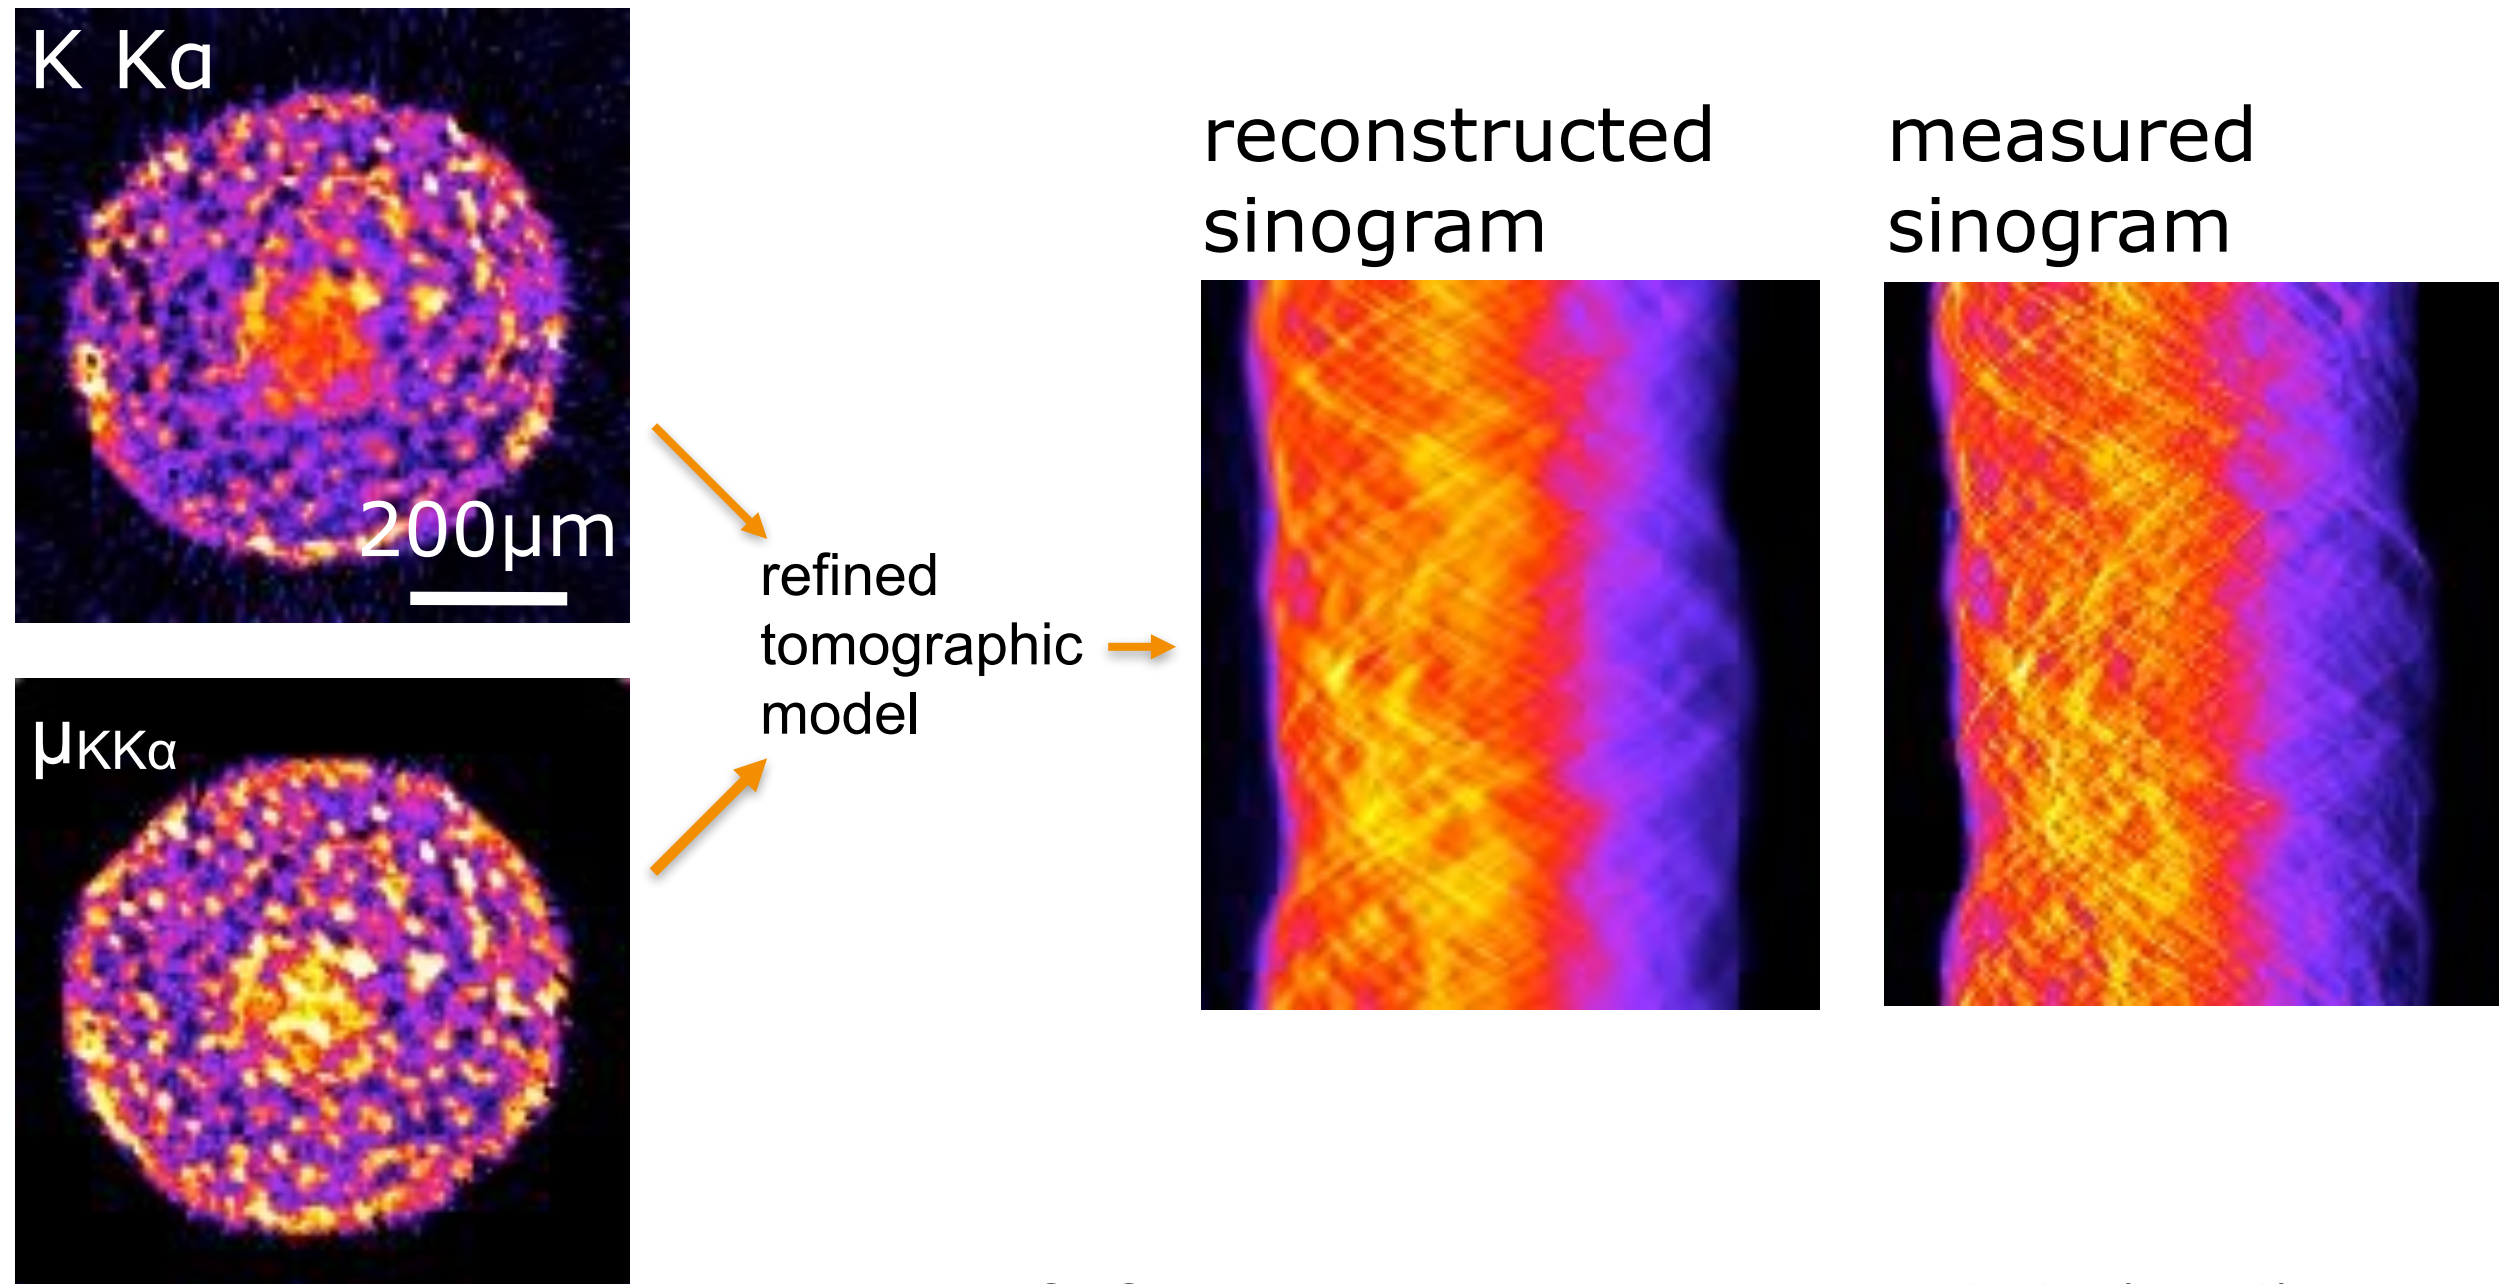 K Kα
200µm
µKKα
refined
tomographic
model
reconstructed
sinogram
measured
sinogram